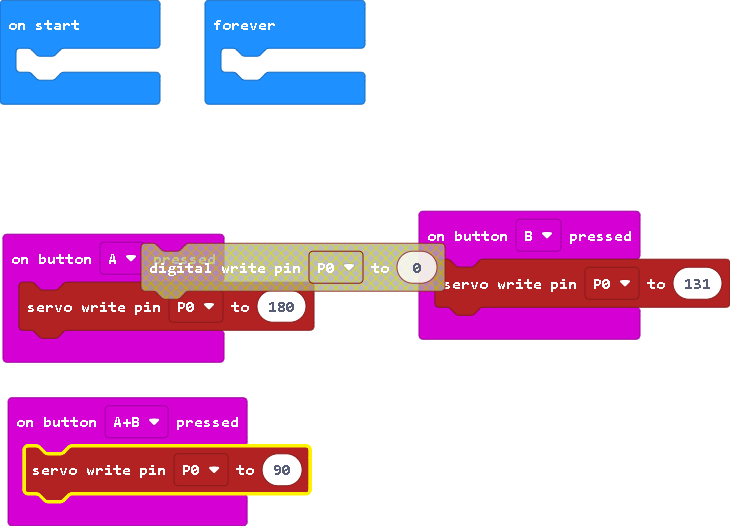 on start
forever
on button A pressed
digital write pin P0 to 0
servo write pin P0 to 180
on button B pressed
servo write pin P0 to 131
on button A+B pressed
servo write pin P0 to 90